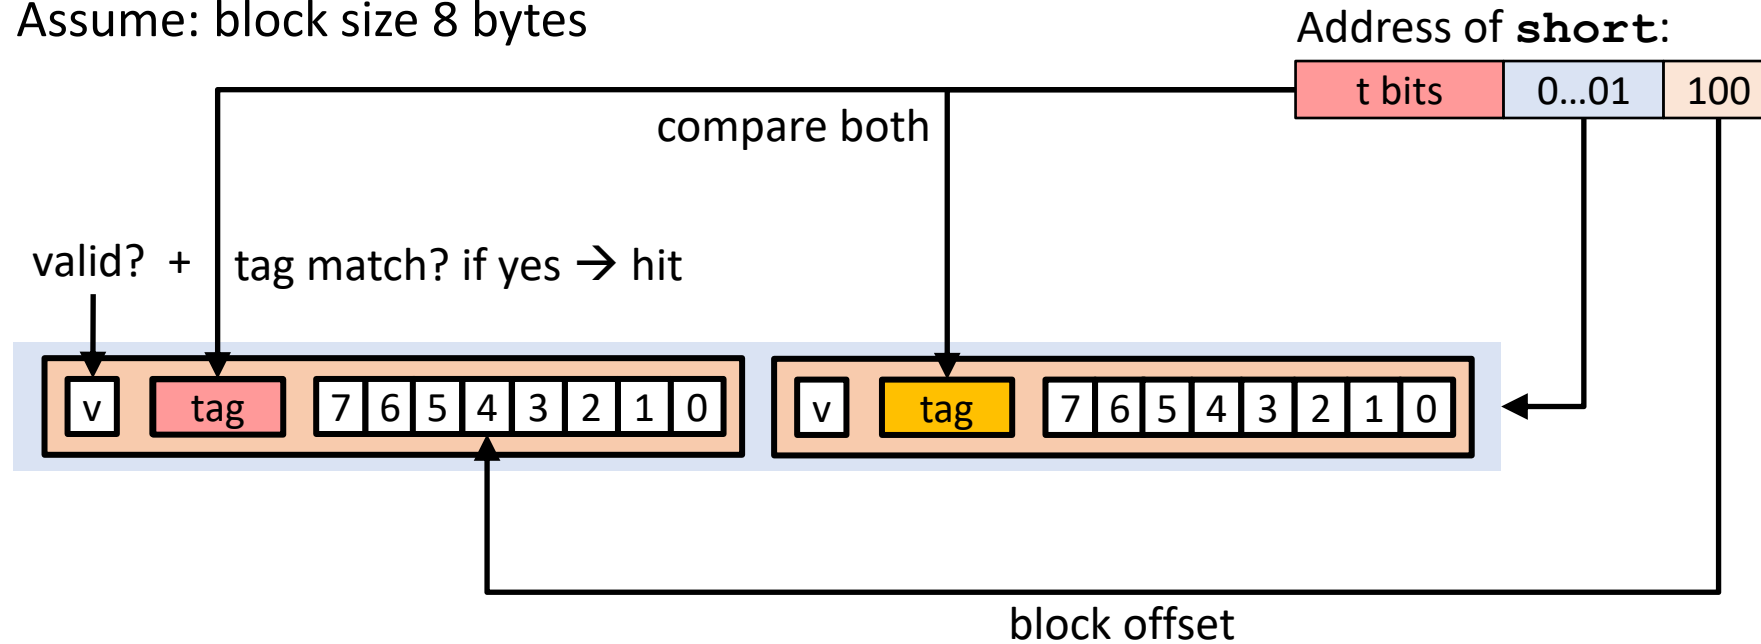 Assume: block size 8 bytes
Address of short:
t bits 0...01 100
compare both
valid? + tag match? if yes → hit
v tag 7 6 5 4 3 2 1 0 v tag 7 6 5 4 3 2 1 0
block offset